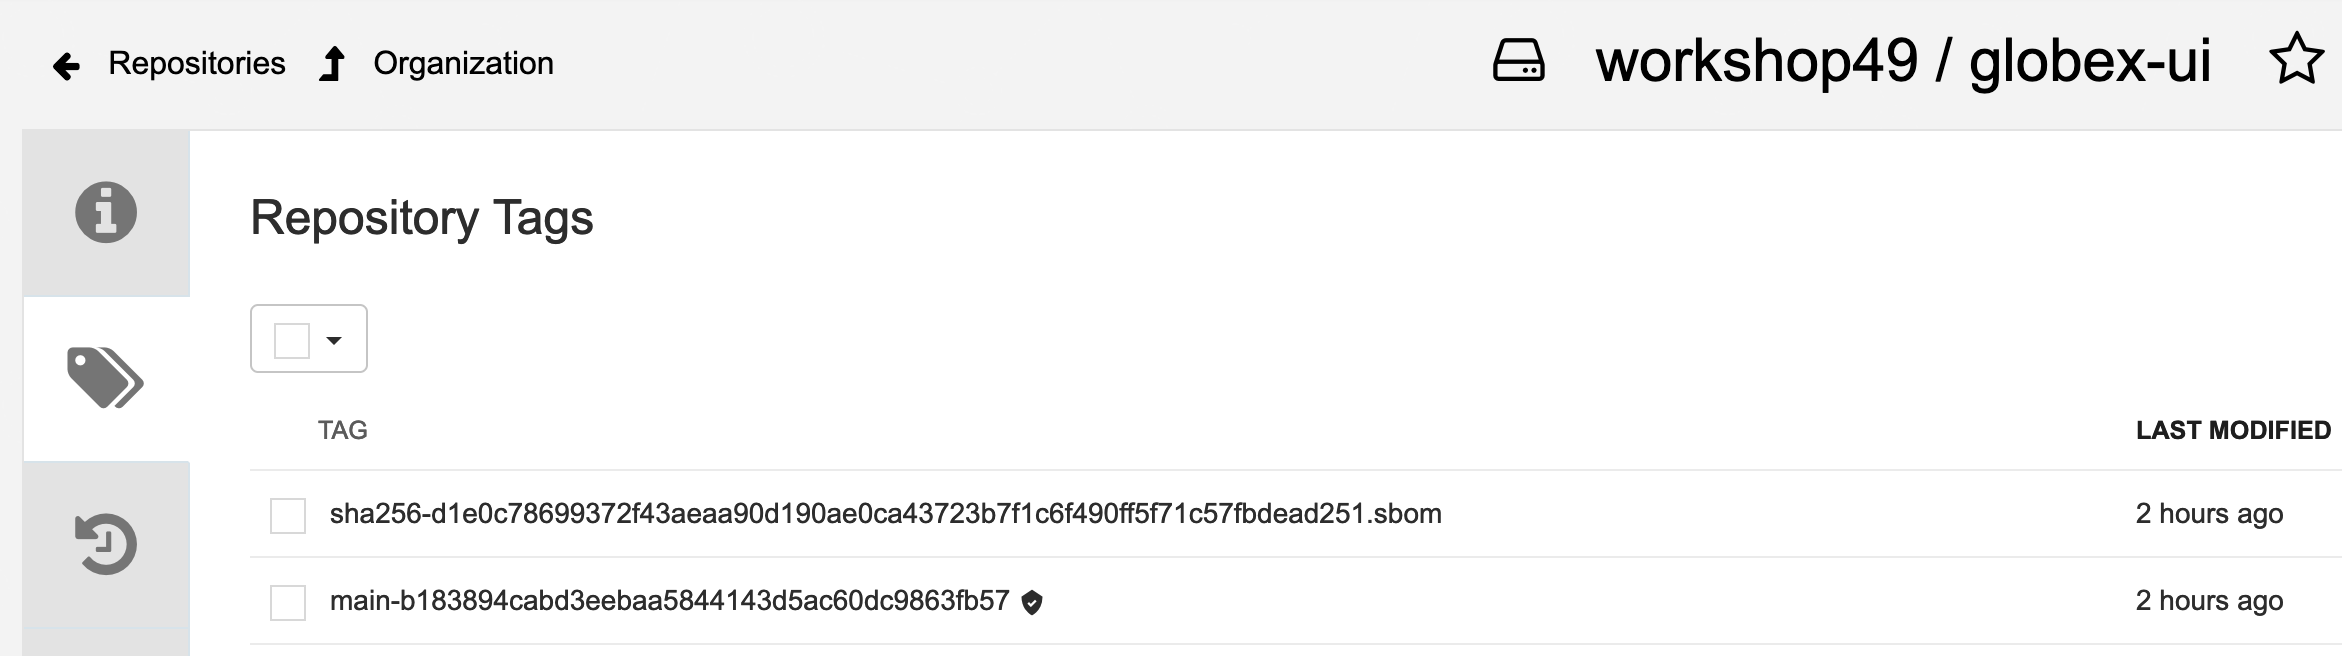 Repositories Organization workshop49 / globex-ui
Repository Tags
TAG LAST MODIFIED
sha256-d1e0c78699372f43aeaa90d190ae0ca43723b7f1c6f490ff5f71c57fbdead251.sbom 2 hours ago
main-b183894cabd3eebaa5844143d5ac60dc9863fb57 2 hours ago